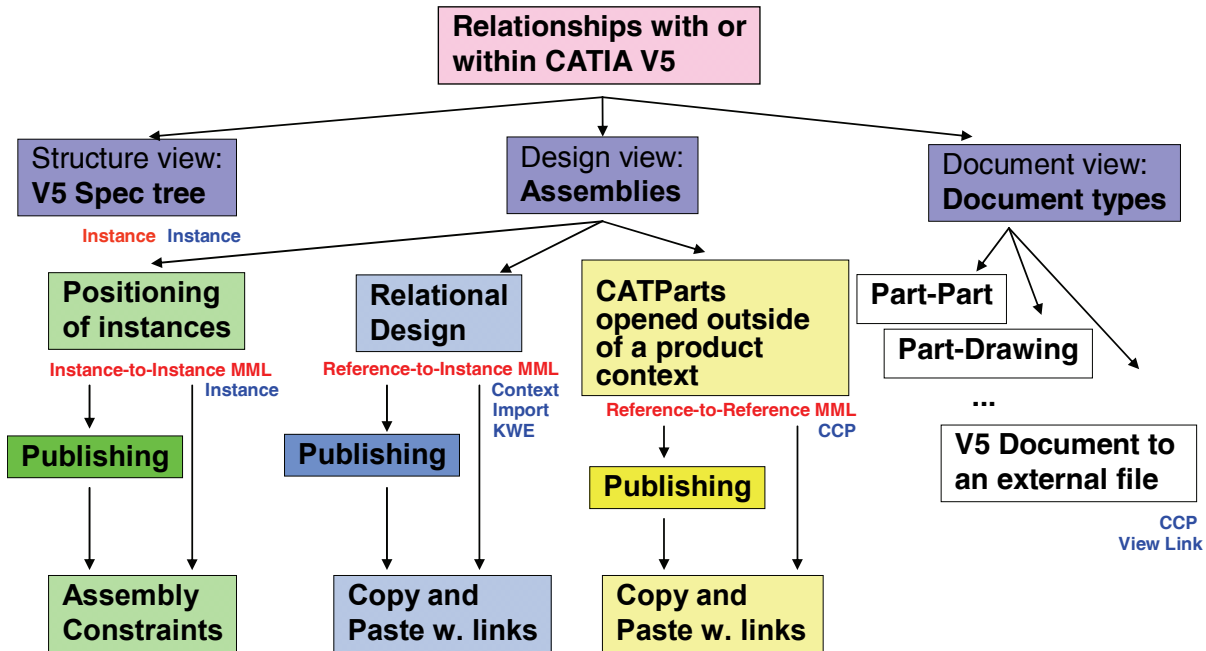 Relationships with or
within CATIA V5
Structure view:
V5 Spec tree
Design view:
Assemblies
Document view:
Document types
Instance Instance
Positioning
of instances
Relational
Design
CATParts
opened outside
of a product
context
Part-Part
Part-Drawing
...
V5 Document to
an external file
CCP
View Link
Instance-to-Instance MML
Instance
Reference-to-Instance MML
Context
Import
KWE
Reference-to-Reference MML
CCP
Publishing
Publishing
Publishing
Assembly
Constraints
Copy and
Paste w. links
Copy and
Paste w. links